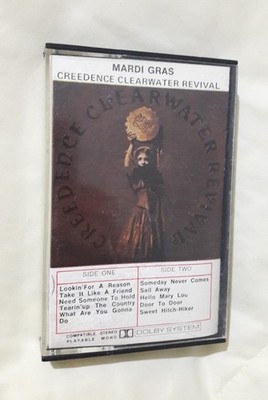 MARDI GRAS
CREEDENCE CLEARWATER REVIVAL
CREEDENCE CLEARWATER REVIVAL
SIDE ONE
Lookin' For A Reason
Take It Like A Friend
Need Someone To Hold
Tearin' up The Country
What Are You Gonna
Do
SIDE TWO
Someday Never Comes
Sail Away
Hello Mary Lou
Door To Door
Sweet Hitch-Hiker
COMPATIBLE STEREO
PLAYABLE MONO
DOLBY SYSTEM